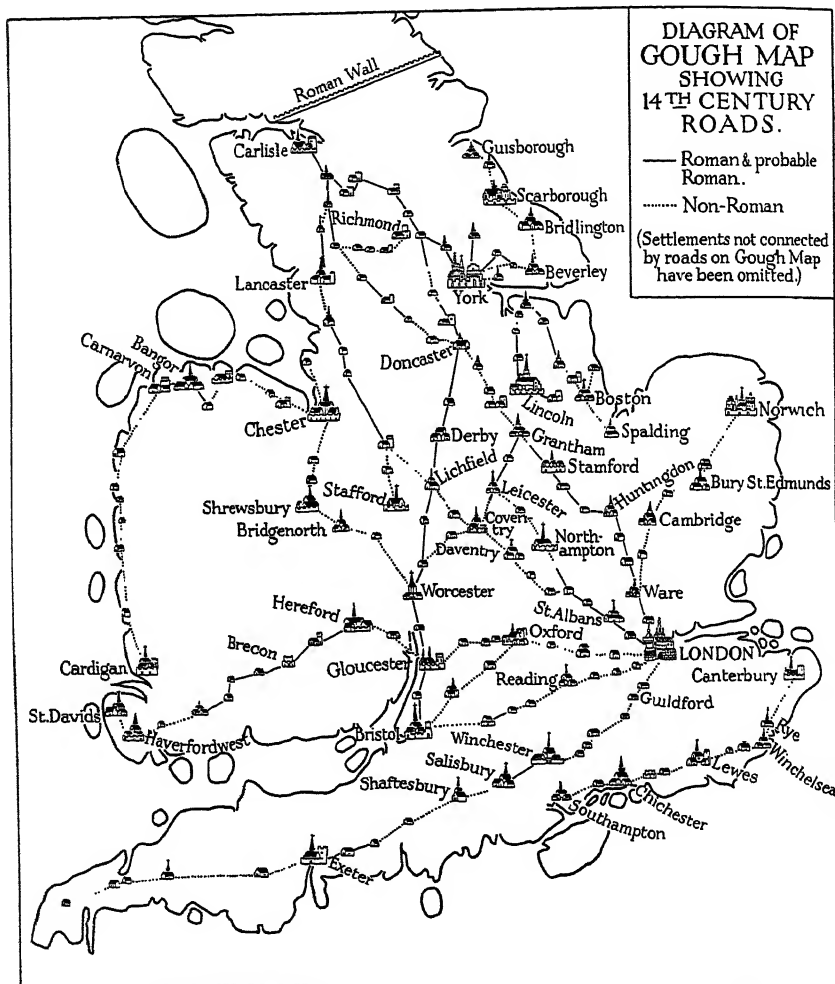 DIAGRAM OF
GOUGH MAP
SHOWING
14TH CENTURY
ROADS.
Roman & probable
Roman.
Non-Roman
(Settlements not connected
by roads on Gough Map
have been omitted.)
Roman Wall
Carlisle
Guisborough
Scarborough
Richmond
Bridlington
Lancaster
York
Beverley
Bangor
Carnarvon
Doncaster
Chester
Lincoln
Boston
Norwich
Derby
Grantham
Spalding
Lichfield
Stamford
Huntingdon
Shrewsbury
Stafford
Leicester
Bury St.Edmunds
Bridgenorth
Coven-
try
North-
ampton
Cambridge
Daventry
Worcester
Ware
Hereford
St.Albans
Brecon
Oxford
Cardigan
Gloucester
LONDON
Reading
Canterbury
Guildford
St.Davids
Haverfordwest
Bristol
Winchester
Rye
Salisbury
Lewes
Winchelsea
Shaftesbury
Chichester
Southampton
Exeter